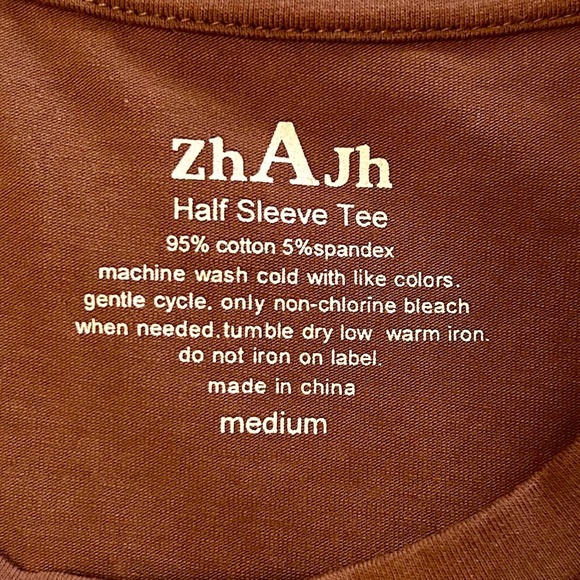 zhAJh
Half Sleeve Tee
95% cotton 5%spandex
machine wash cold with like colors.
gentle cycle. only non-chlorine bleach
when needed.tumble dry low warm iron.
do not iron on label.
made in china
medium